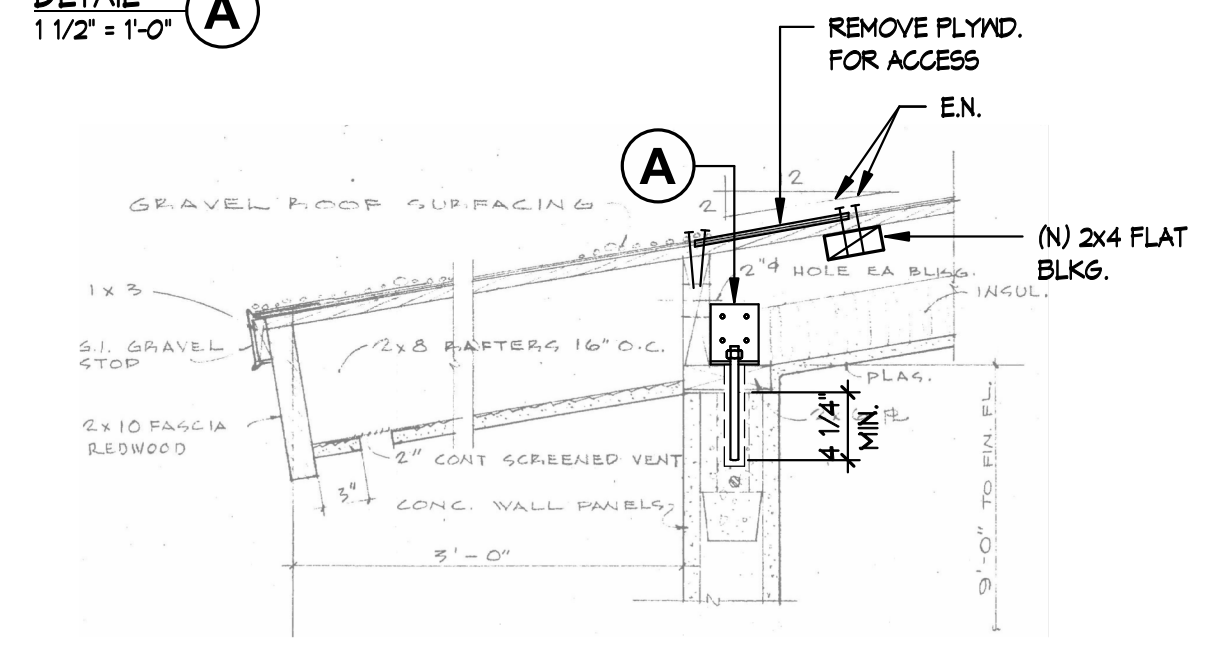 DETAIL
1 1/2" = 1'-0"
A
REMOVE PLYWD.
FOR ACCESS
E.N.
A
2
2
GRAVEL ROOF SURFACING
(N) 2x4 FLAT
BLKG.
2"φ HOLE EA BLKG.
1 x 3
INSUL.
G.I. GRAVEL
STOP
2x8 RAFTERS 16" O.C.
PLAS.
4 1/4"
MIN.
2x10 FASCIA
REDWOOD
2" CONT SCREENED VENT
3"
CONC. WALL PANELS
3'-0"
9'-0" TO FIN FL.